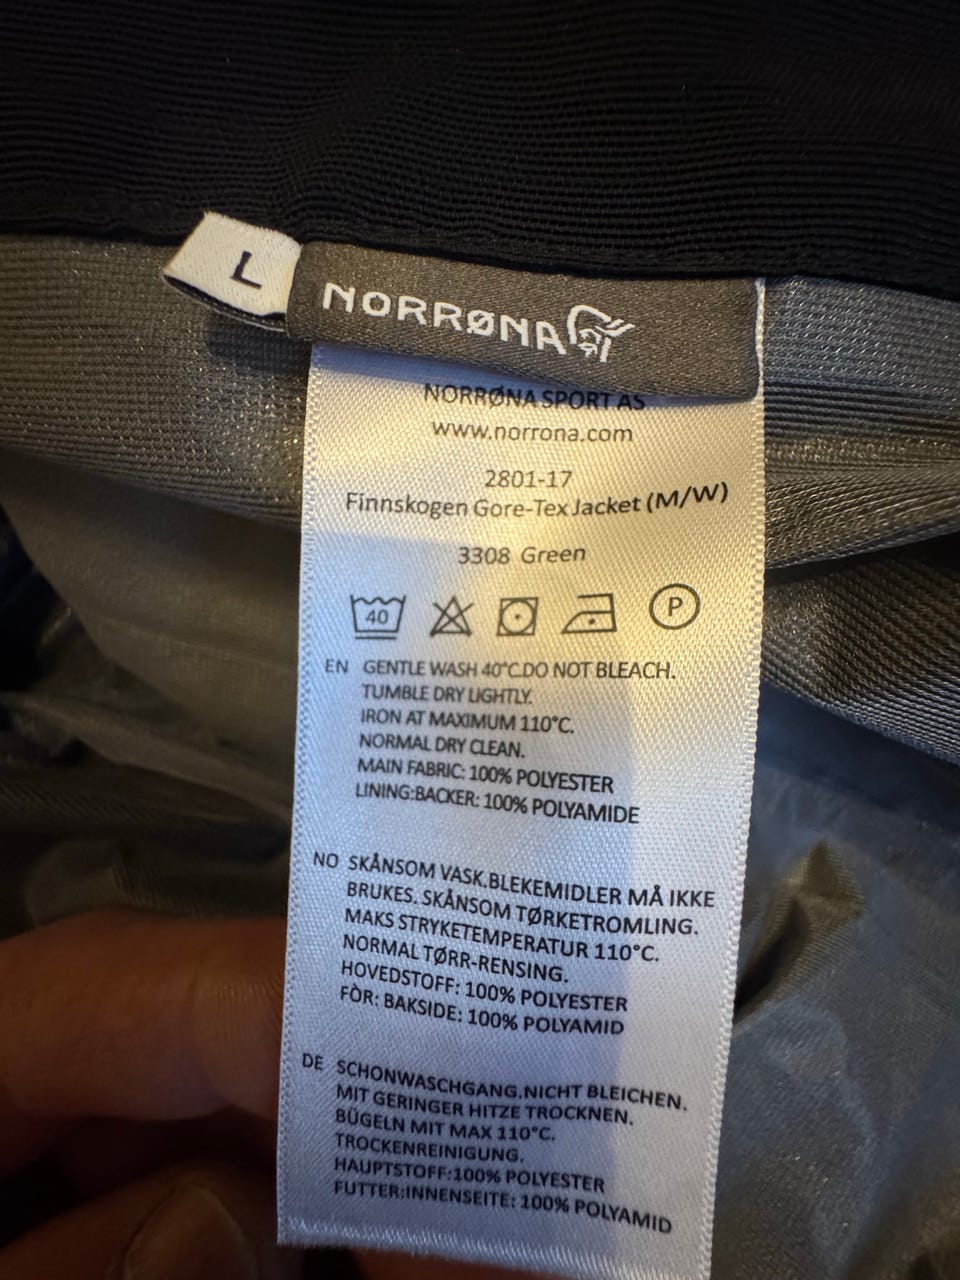 L
NORRØNA
NORRØNA SPORT AS
www.norrona.com
2801-17
Finnskogen Gore-Tex Jacket (M/W)
3308 Green
40
P
EN GENTLE WASH 40°C.DO NOT BLEACH.
TUMBLE DRY LIGHTLY.
IRON AT MAXIMUM 110°C.
NORMAL DRY CLEAN.
MAIN FABRIC: 100% POLYESTER
LINING:BACKER: 100% POLYAMIDE
NO SKÅNSOM VASK.BLEKEMIDLER MÅ IKKE
BRUKES. SKÅNSOM TØRKETROMLING.
MAKS STRYKETEMPERATUR 110°C.
NORMAL TØRR-RENSING.
HOVEDSTOFF: 100% POLYESTER
FÒR: BAKSIDE: 100% POLYAMID
DE SCHONWASCHGANG.NICHT BLEICHEN.
MIT GERINGER HITZE TROCKNEN.
BÜGELN MIT MAX 110°C.
TROCKENREINIGUNG.
HAUPTSTOFF:100% POLYESTER
FUTTER:INNENSEITE: 100% POLYAMID